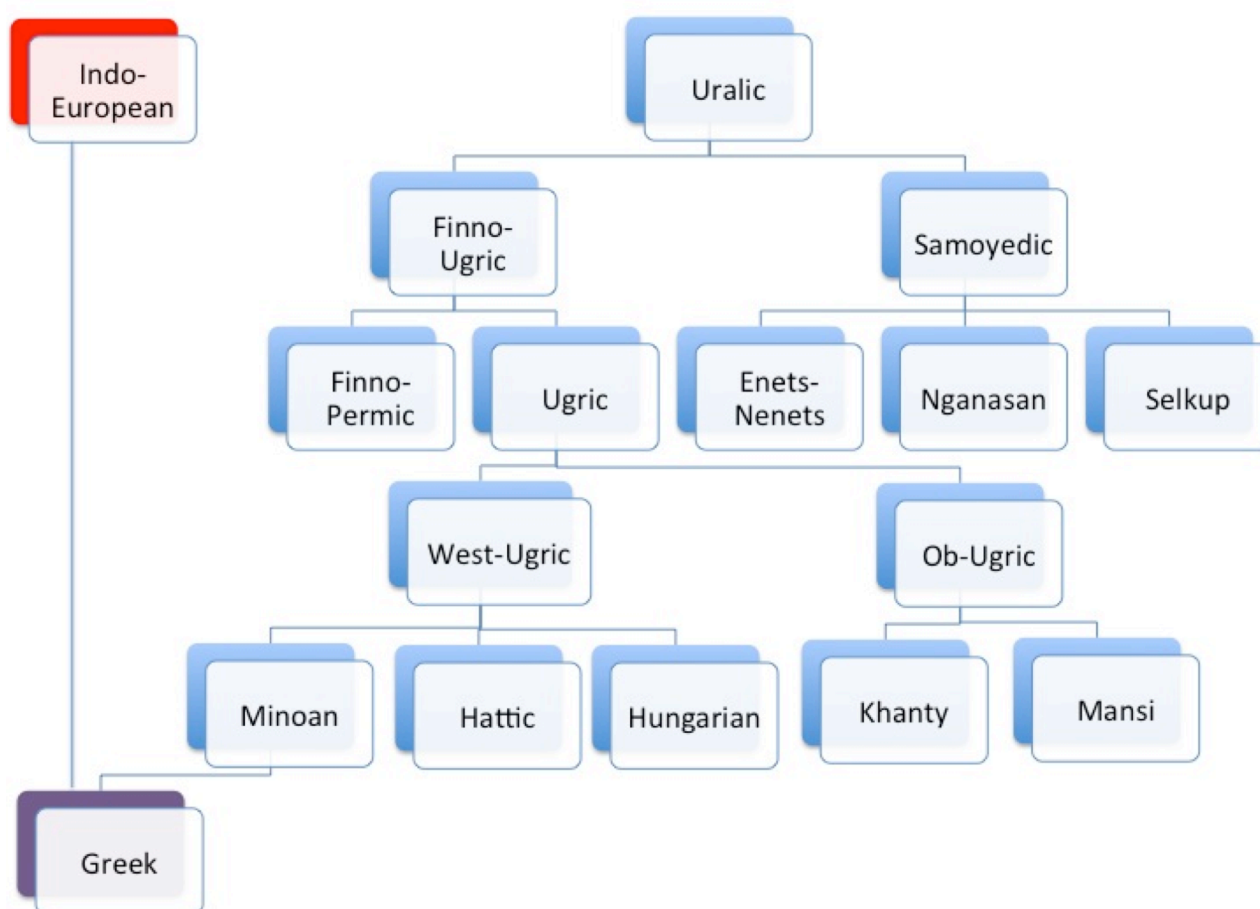 Indo-
European
Uralic
Finno-
Ugric
Samoyedic
Finno-
Permic
Ugric
Enets-
Nenets
Nganasan
Selkup
West-Ugric
Ob-Ugric
Minoan
Hattic
Hungarian
Khanty
Mansi
Greek